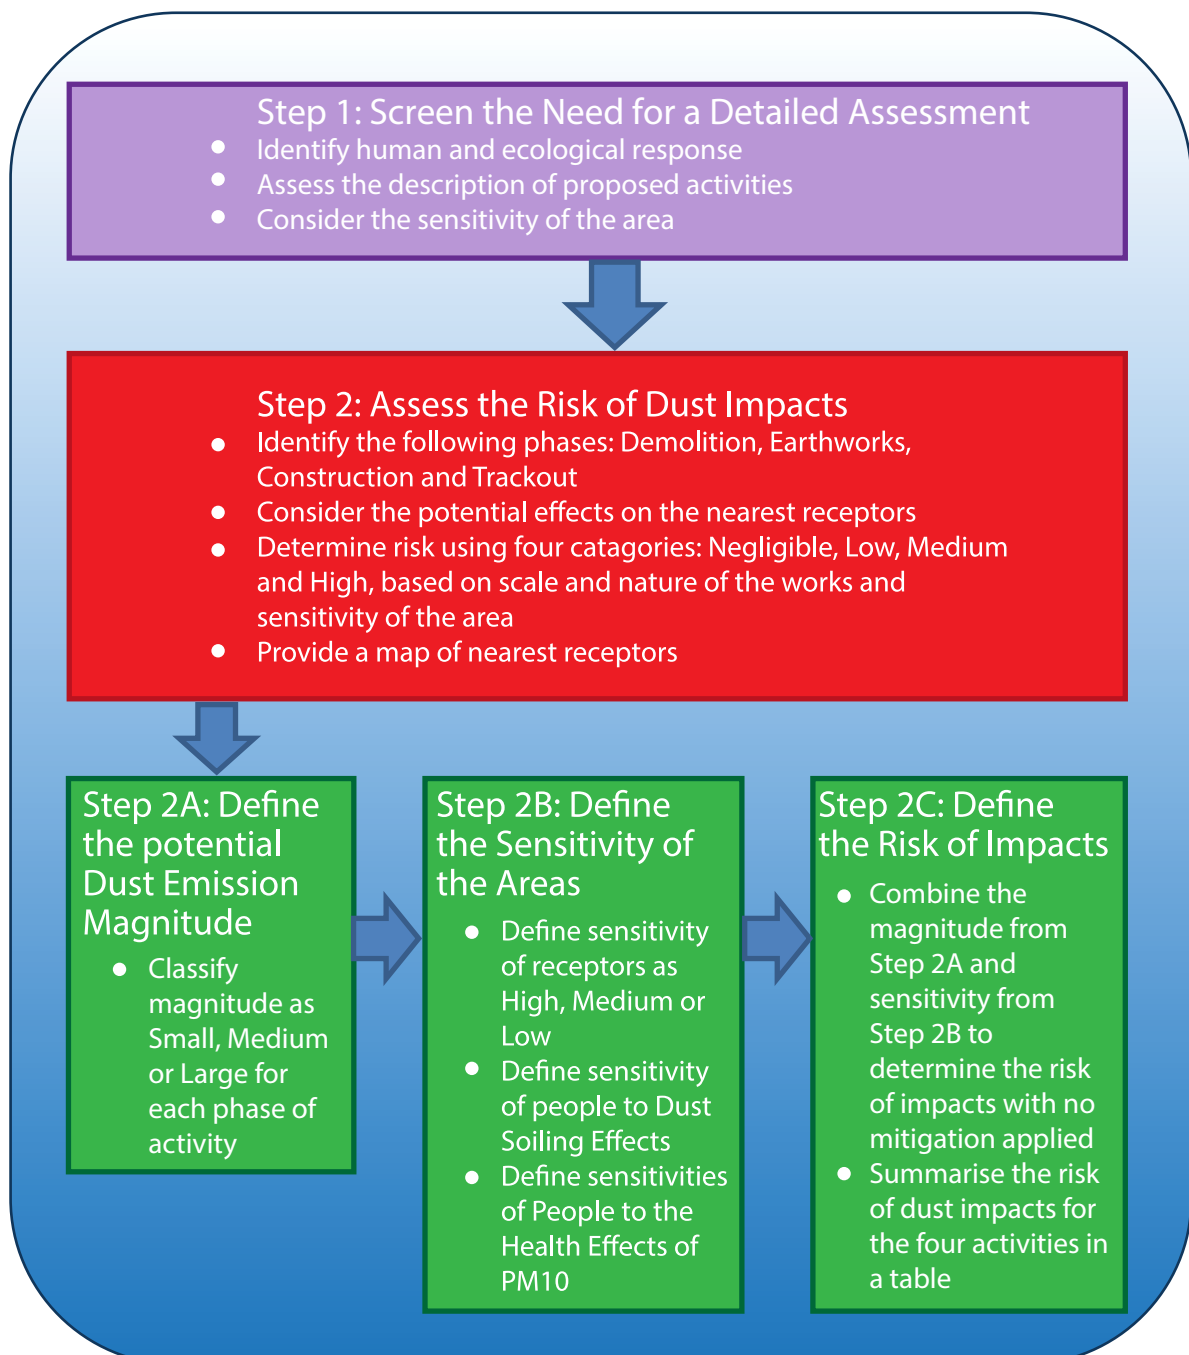 Step 1: Screen the Need for a Detailed Assessment
● Identify human and ecological response
● Assess the description of proposed activities
● Consider the sensitivity of the area
Step 2: Assess the Risk of Dust Impacts
● Identify the following phases: Demolition, Earthworks,
Construction and Trackout
● Consider the potential effects on the nearest receptors
● Determine risk using four catagories: Negligible, Low, Medium
and High, based on scale and nature of the works and
sensitivity of the area
● Provide a map of nearest receptors
Step 2A: Define
the potential
Dust Emission
Magnitude
● Classify
magnitude as
Small, Medium
or Large for
each phase of
activity
Step 2B: Define
the Sensitivity of
the Areas
● Define sensitivity
of receptors as
High, Medium or
Low
● Define sensitivity
of people to Dust
Soiling Effects
● Define sensitivities
of People to the
Health Effects of
PM10
Step 2C: Define
the Risk of Impacts
● Combine the
magnitude from
Step 2A and
sensitivity from
Step 2B to
determine the risk
of impacts with no
mitigation applied
● Summarise the risk
of dust impacts for
the four activities in
a table